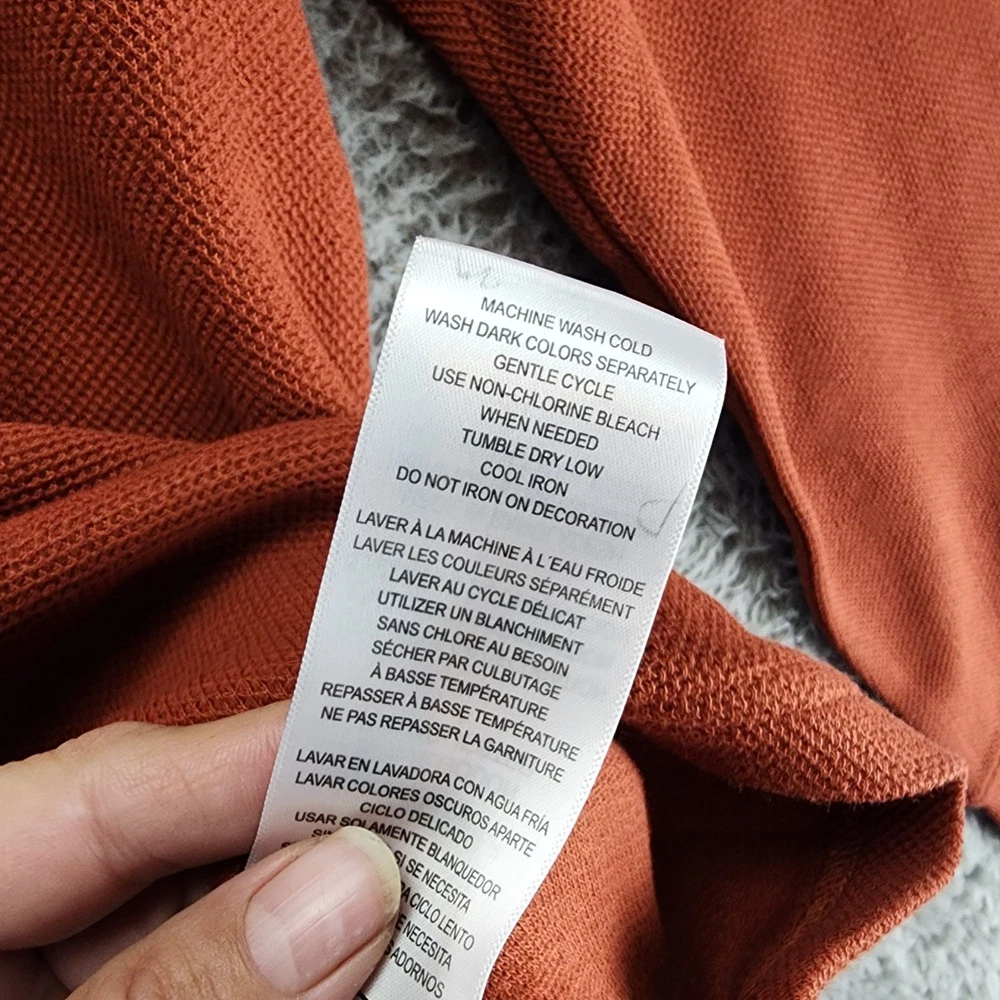 MACHINE WASH COLD
WASH DARK COLORS SEPARATELY
GENTLE CYCLE
USE NON-CHLORINE BLEACH
WHEN NEEDED
TUMBLE DRY LOW
COOL IRON
DO NOT IRON ON DECORATION
LAVER À LA MACHINE À L'EAU FROIDE
LAVER LES COULEURS SÉPARÉMENT
LAVER AU CYCLE DÉLICAT
UTILIZER UN BLANCHIMENT
SANS CHLORE AU BESOIN
SÉCHER PAR CULBUTAGE
À BASSE TEMPÉRATURE
REPASSER À BASSE TEMPÉRATURE
NE PAS REPASSER LA GARNITURE
LAVAR EN LAVADORA CON AGUA FRÍA
LAVAR COLORES OSCUROS APARTE
CICLO DELICADO
USAR SOLAMENTE BLANQUEDOR
SI SE NECESITA
CICLO LENTO
NECESITA
ADORNOS